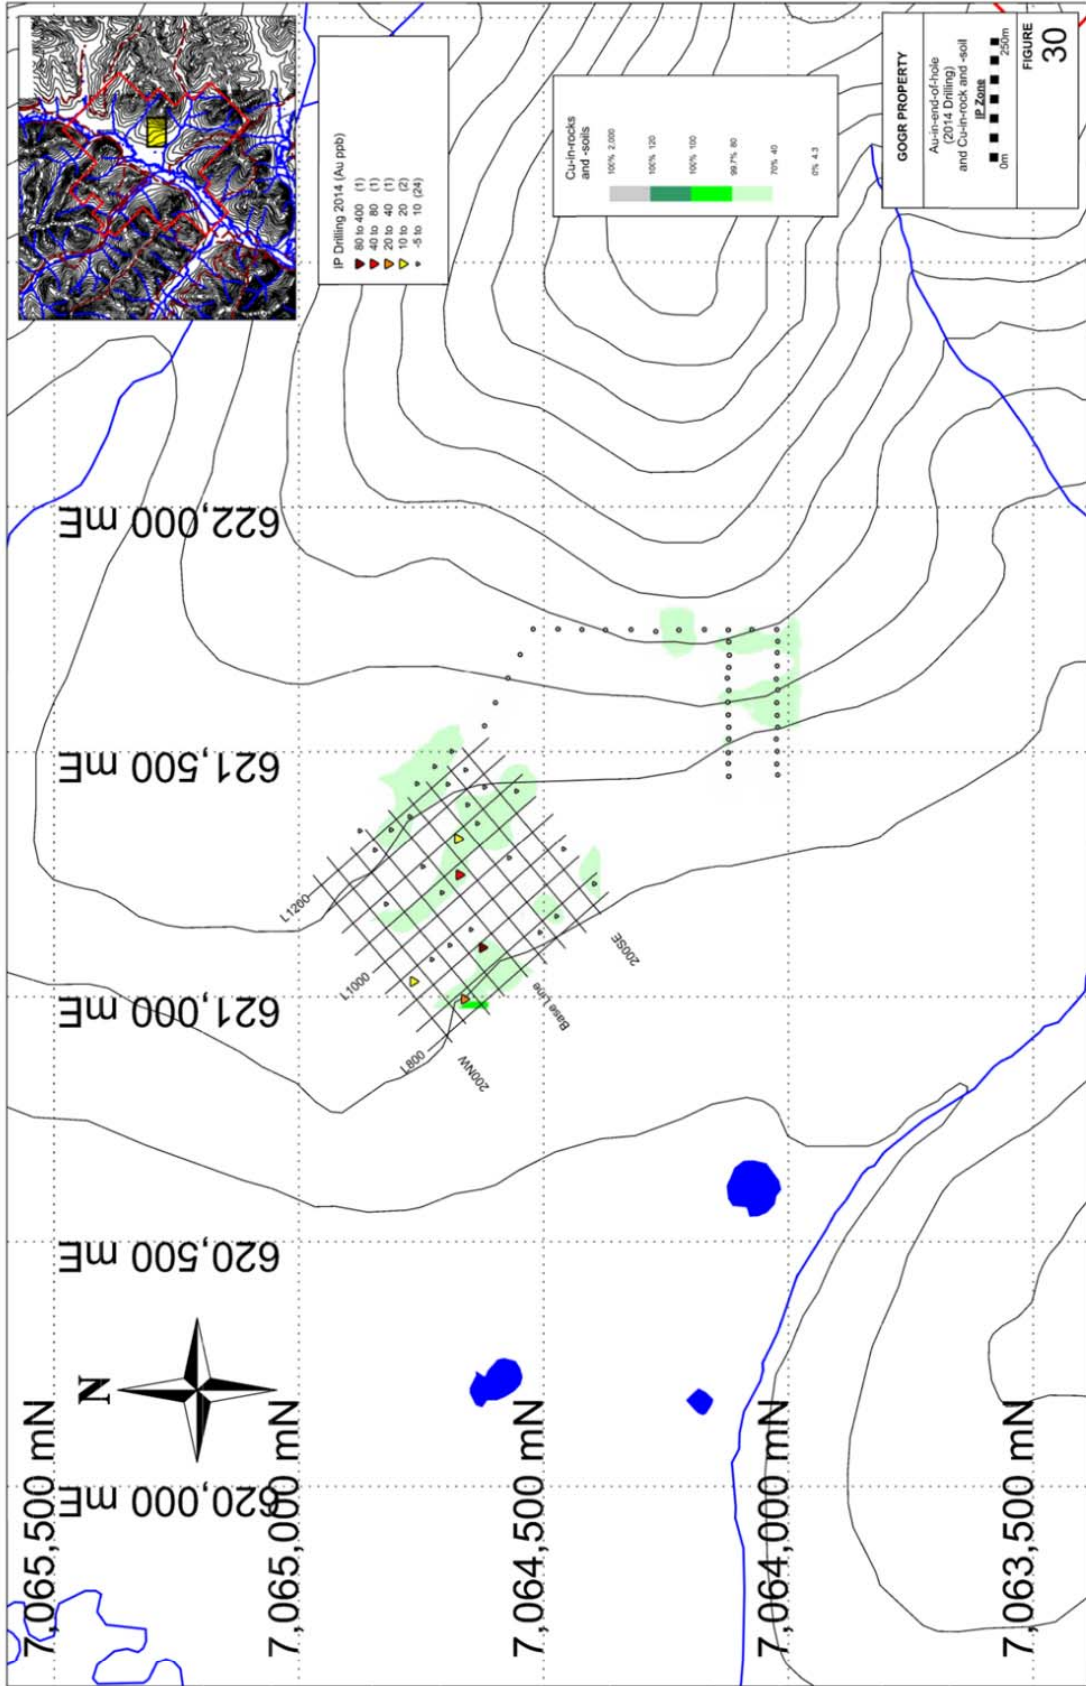 GOGR PROPERTY
Au-in-end-of-hole
(2014 Drilling)
and Cu-in-rock and -soil
IP Zone
0m
250m
FIGURE
30
IP Drilling 2014 (Au ppb)
80 to 400 (1)
40 to 80 (1)
20 to 40 (1)
10 to 20 (2)
-5 to 10 (24)
Cu-in-rocks
and -soils
100% 2,000
100% 120
100% 100
99.7% 80
70% 40
0% 4.3
N
7,065,500 mN
7,065,000 mN
7,064,500 mN
7,064,000 mN
7,063,500 mN
620,000 mE
620,500 mE
621,000 mE
621,500 mE
622,000 mE
L1200
L1000
L800
200NW
Base Line
200SE